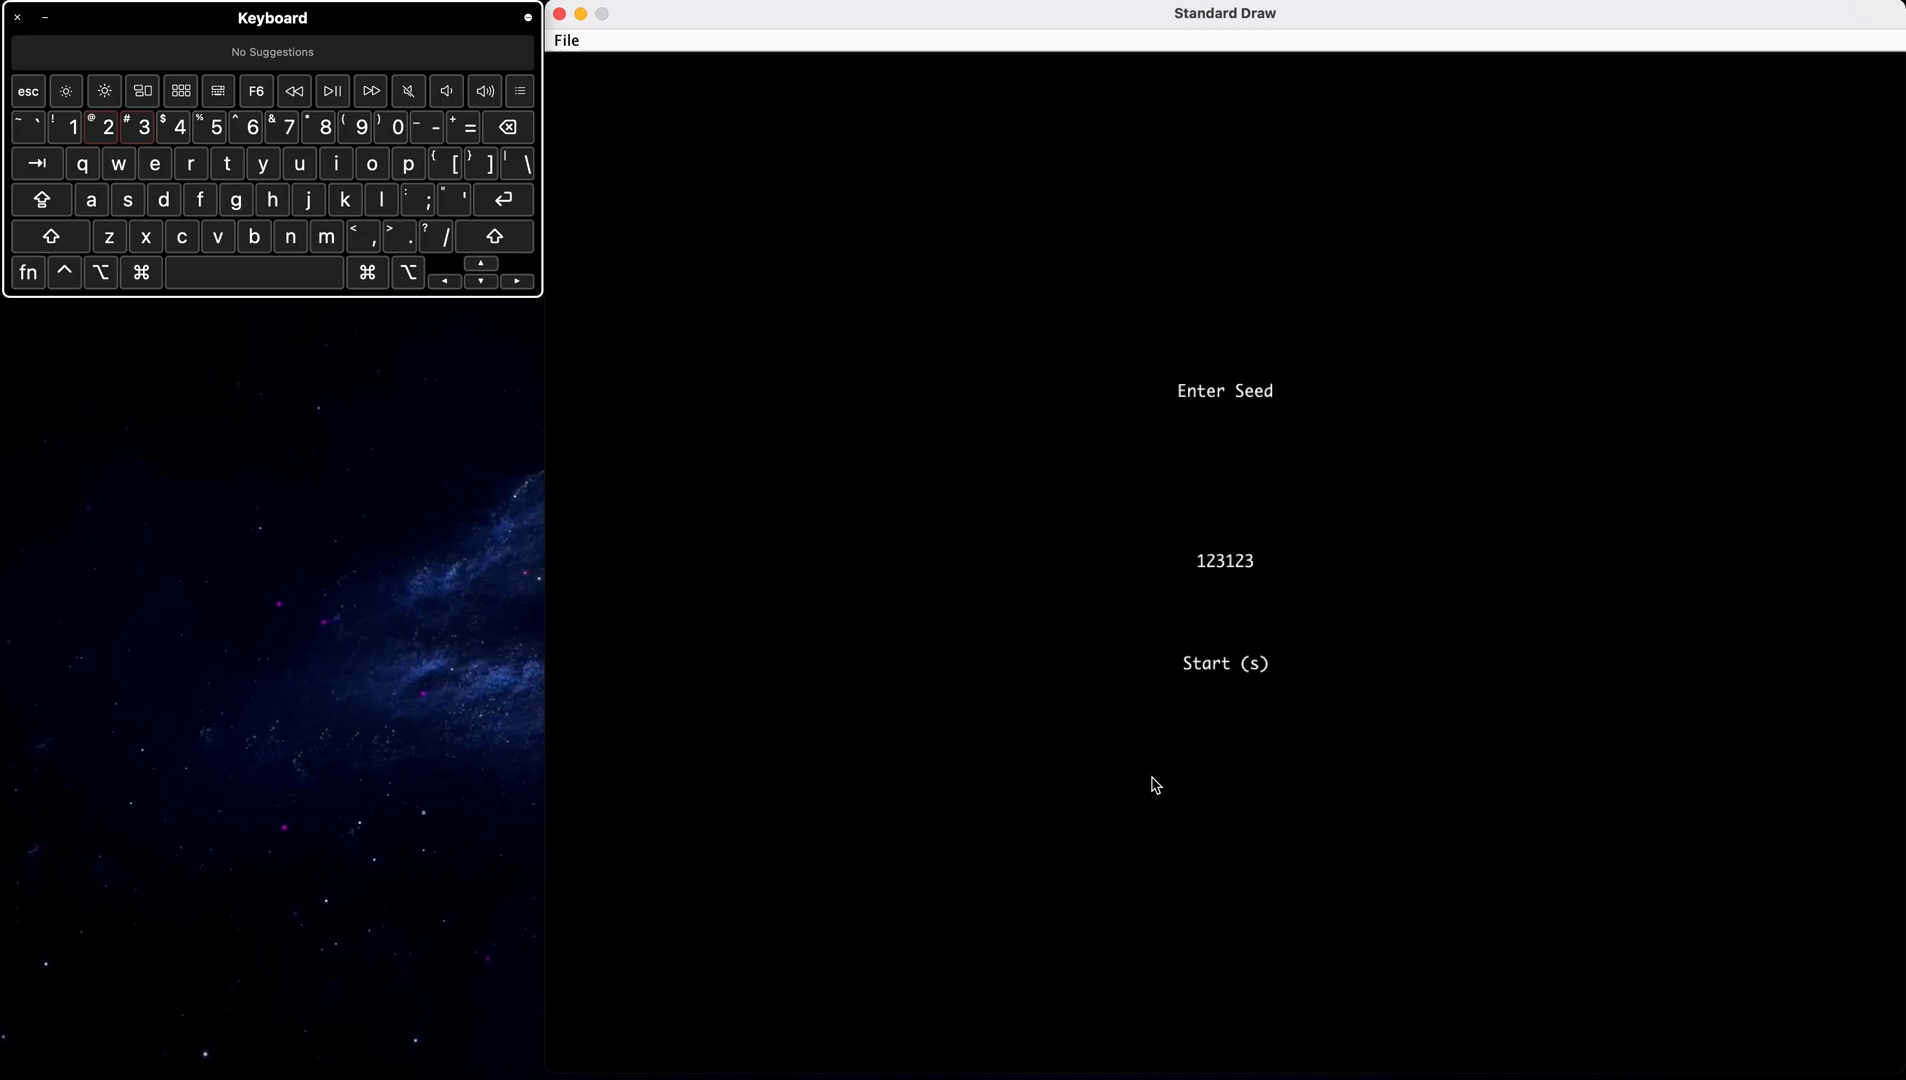 Keyboard
No Suggestions
esc F6
~ ` ! 1 @ 2 # 3 $ 4 % 5 ^ 6 & 7 * 8 ( 9 ) 0 _ - + =
q w e r t y u i o p { [ } ] | \
a s d f g h j k l : ; " '
z x c v b n m < , > . ? /
fn
Standard Draw
File
Enter Seed
123123
Start (s)